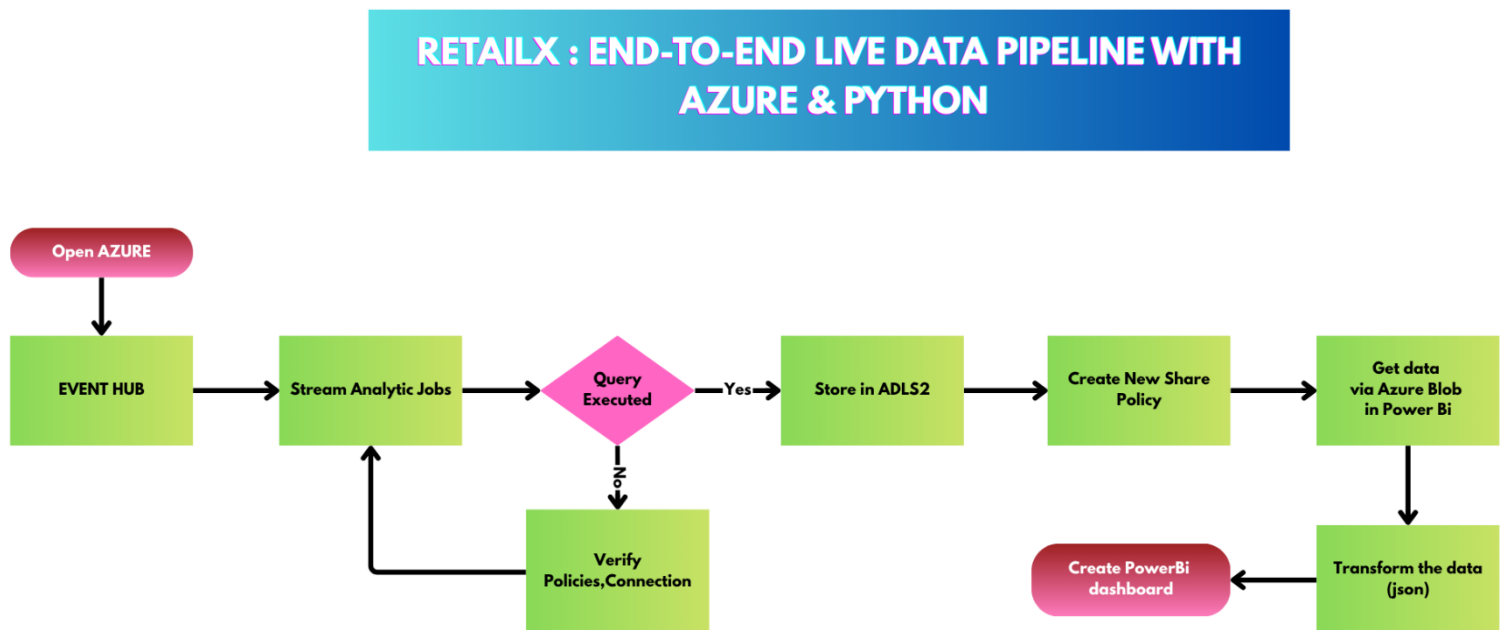 RETAILX : END-TO-END LIVE DATA PIPELINE WITH
AZURE & PYTHON
Open AZURE
EVENT HUB
Stream Analytic Jobs
Query
Executed
Yes
Store in ADLS2
Create New Share
Policy
Get data
via Azure Blob
in Power Bi
No
Verify
Policies,Connection
Transform the data
(json)
Create PowerBi
dashboard